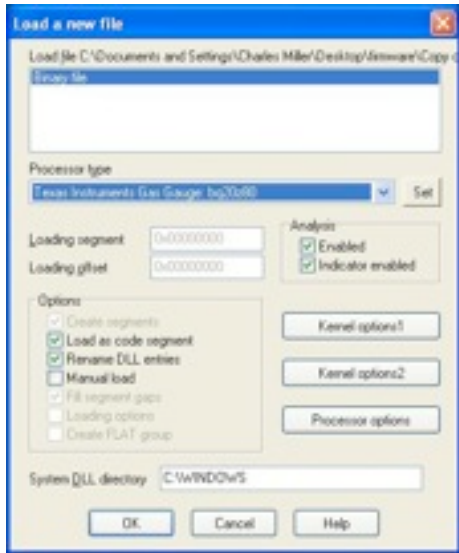 Load a new file
Load file C:\Documents and Settings\Charles Miller\Desktop\firmware\Copy
Binary file
Processor type
Texas Instruments Gas Gauge: bq20z80
Set
Loading segment 0x00000000
Loading offset 0x00000000
Analysis
Enabled
Indicator enabled
Options
Create segments
Load as code segment
Rename DLL entries
Manual load
Fill segment gaps
Loading options
Create FLAT group
Kernel options1
Kernel options2
Processor options
System DLL directory C:\WINDOWS
OK Cancel Help